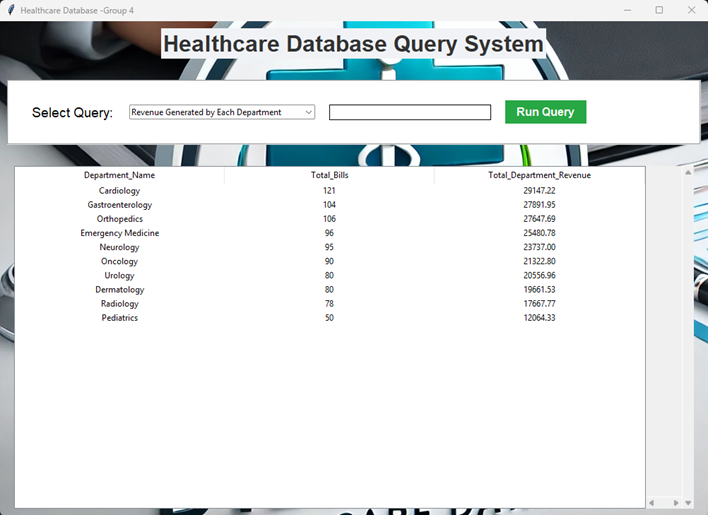 Healthcare Database -Group 4
Healthcare Database Query System
Select Query: Revenue Generated by Each Department Run Query
Department_Name Total_Bills Total_Department_Revenue
Cardiology 121 29147.22
Gastroenterology 104 27891.95
Orthopedics 106 27647.69
Emergency Medicine 96 25480.78
Neurology 95 23737.00
Oncology 90 21322.80
Urology 80 20556.96
Dermatology 80 19661.53
Radiology 78 17667.77
Pediatrics 50 12064.33